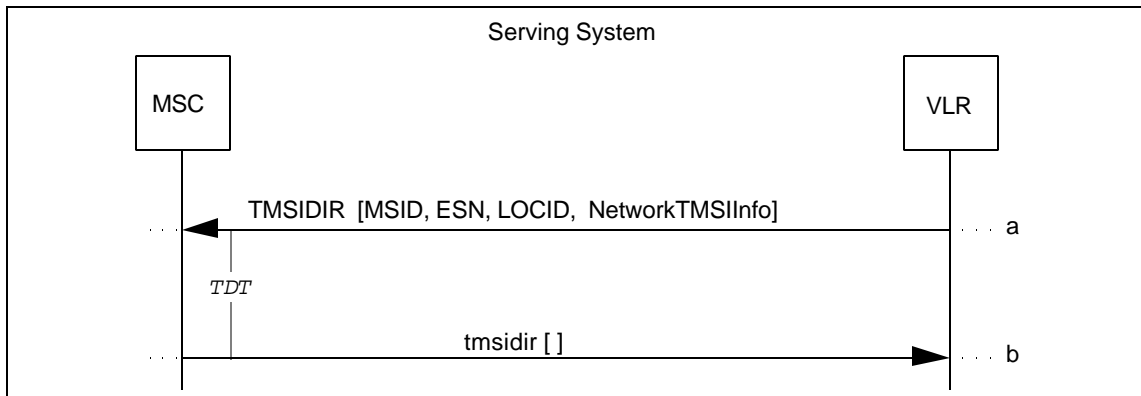 Serving System
MSC
VLR
TMSIDIR [MSID, ESN, LOCID, NetworkTMSIInfo]
a
TDT
tmsidir [ ]
b